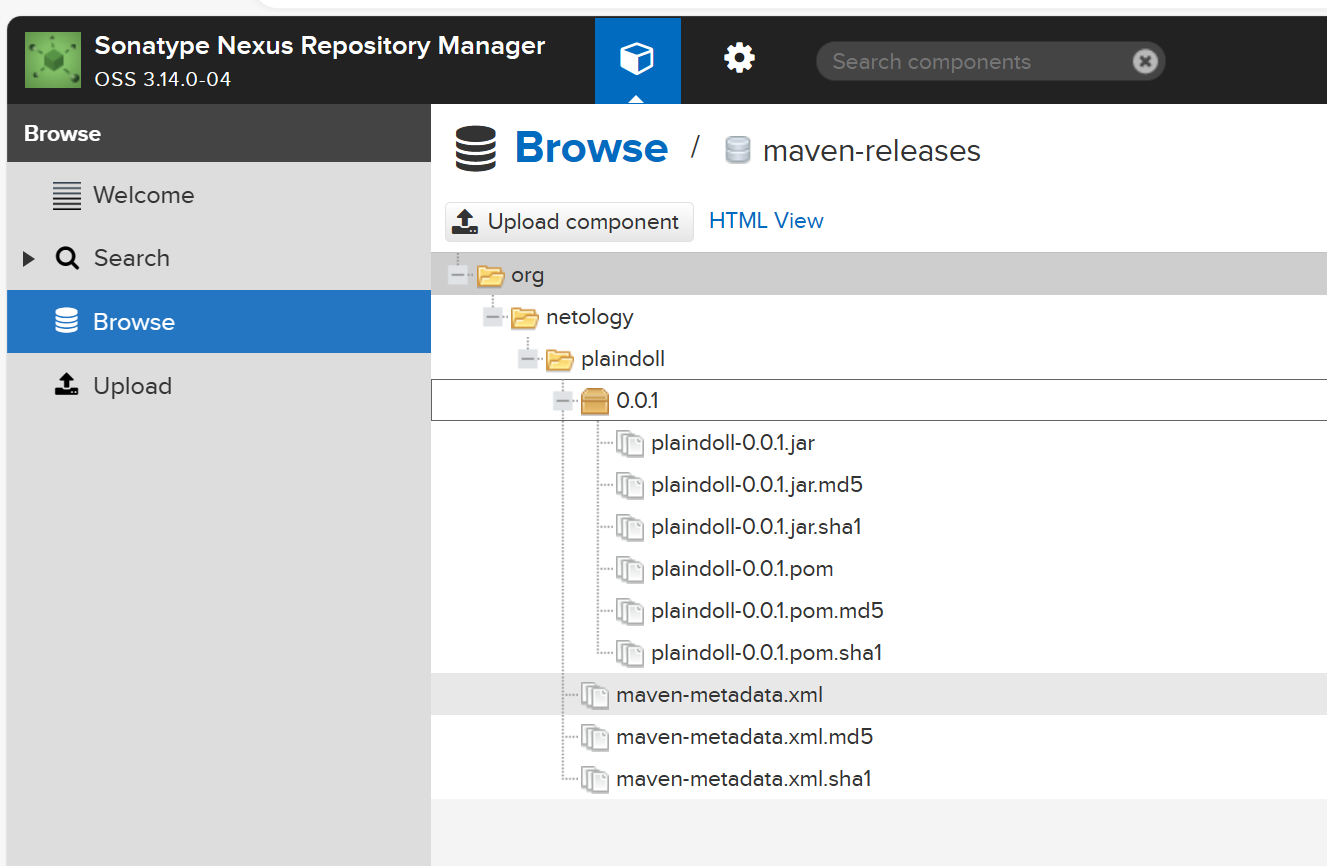 Sonatype Nexus Repository Manager
OSS 3.14.0-04
Search components
Browse
Welcome
Search
Browse
Upload
Browse / maven-releases
Upload component HTML View
org
netology
plaindoll
0.0.1
plaindoll-0.0.1.jar
plaindoll-0.0.1.jar.md5
plaindoll-0.0.1.jar.sha1
plaindoll-0.0.1.pom
plaindoll-0.0.1.pom.md5
plaindoll-0.0.1.pom.sha1
maven-metadata.xml
maven-metadata.xml.md5
maven-metadata.xml.sha1